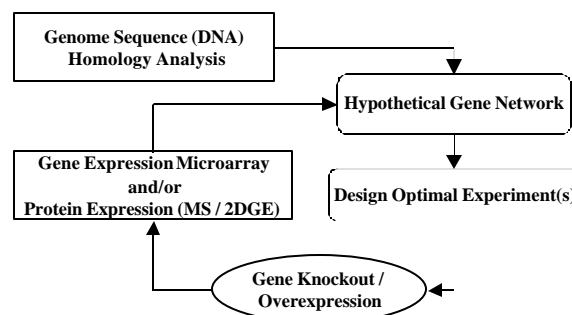 Genome Sequence (DNA)
Homology Analysis
Hypothetical Gene Network
Gene Expression Microarray
and/or
Protein Expression (MS / 2DGE)
Design Optimal Experiment(s)
Gene Knockout /
Overexpression